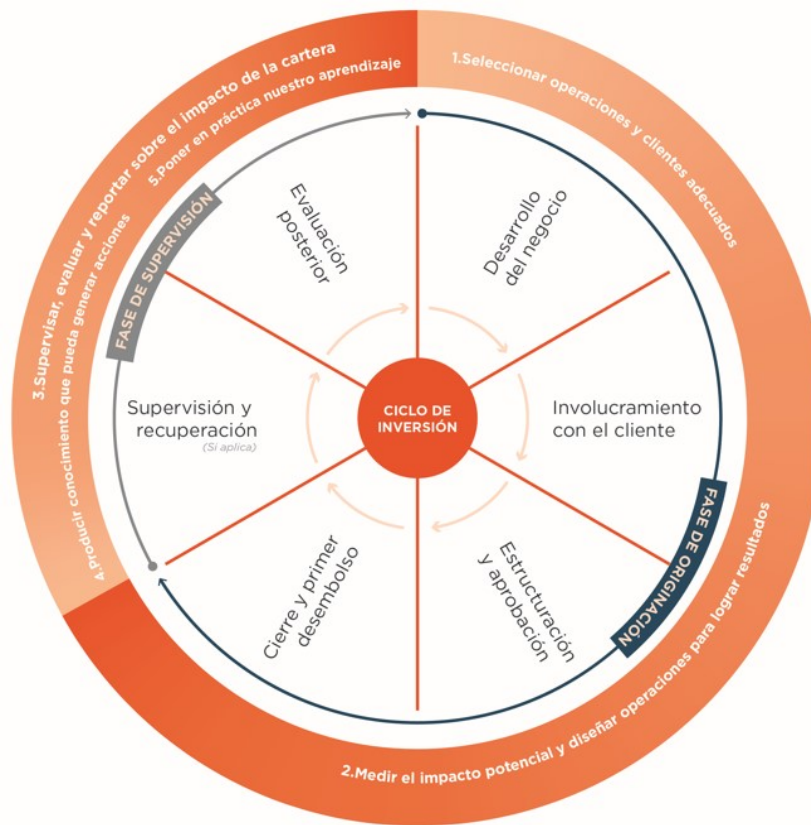 1.Seleccionar operaciones y clientes adecuados
2.Medir el impacto potencial y diseñar operaciones para lograr resultados
3.Supervisar, evaluar y reportar sobre el impacto de la cartera
4.Producir conocimiento que pueda generar acciones
5.Poner en práctica nuestro aprendizaje
FASE DE SUPERVISIÓN
FASE DE ORIGINACIÓN
Evaluación
posterior
Desarrollo
del negocio
Supervisión y
recuperación
(Si aplica)
CICLO DE
INVERSIÓN
Involucramiento
con el cliente
Cierre y primer
desembolso
Estructuración
y aprobación